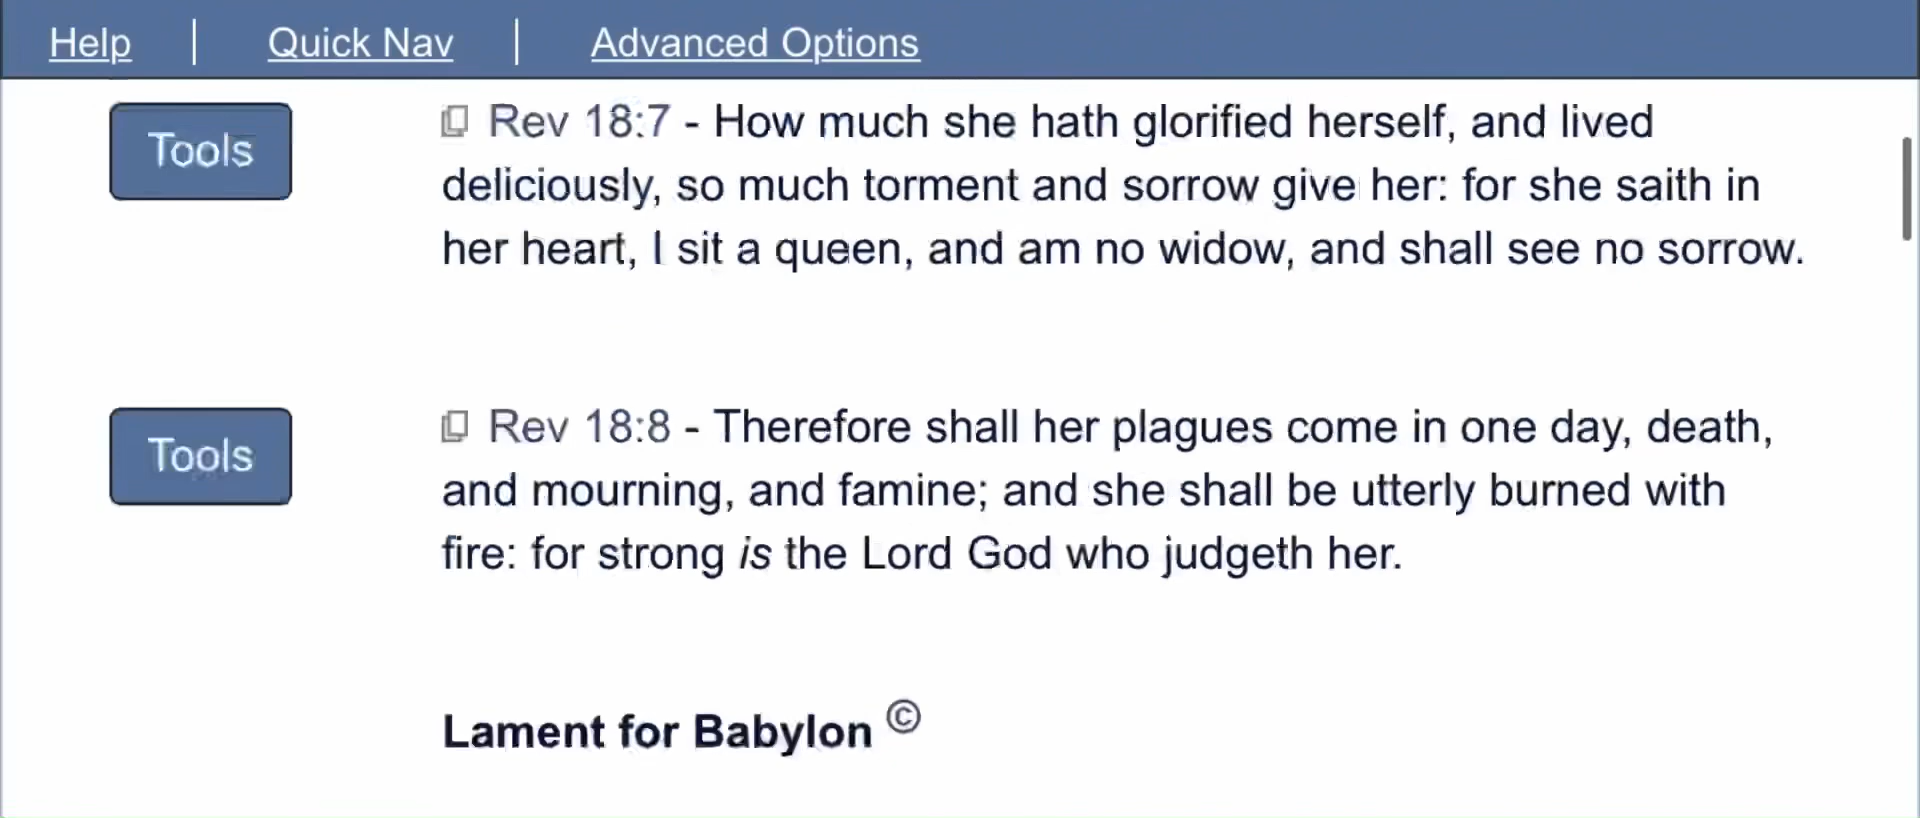 Help | Quick Nav | Advanced Options
Tools
Rev 18:7 - How much she hath glorified herself, and lived
deliciously, so much torment and sorrow give her: for she saith in
her heart, I sit a queen, and am no widow, and shall see no sorrow.
Tools
Rev 18:8 - Therefore shall her plagues come in one day, death,
and mourning, and famine; and she shall be utterly burned with
fire: for strong is the Lord God who judgeth her.
Lament for Babylon ©